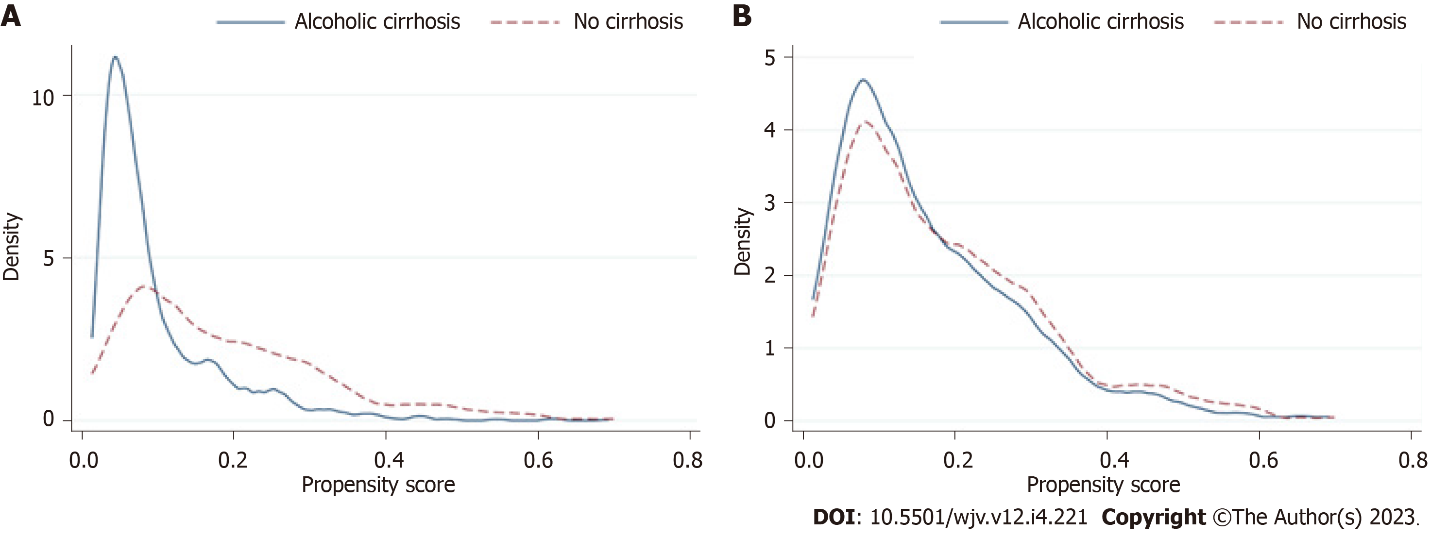 A
Alcoholic cirrhosis No cirrhosis
10
5
0
Density
0.0 0.2 0.4 0.6 0.8
Propensity score
B
Alcoholic cirrhosis No cirrhosis
5
4
3
2
1
0
Density
0.0 0.2 0.4 0.6 0.8
Propensity score
DOI: 10.5501/wjv.v12.i4.221 Copyright ©The Author(s) 2023.